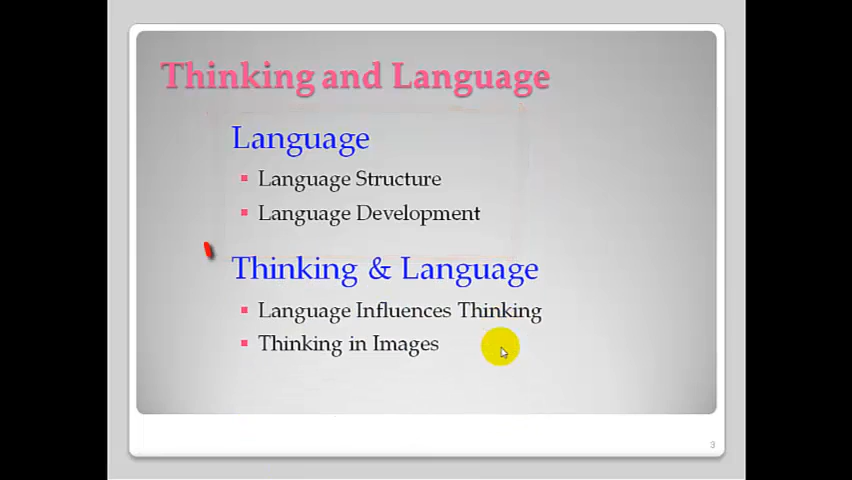 Thinking and Language
Language
Language Structure
Language Development
Thinking & Language
Language Influences Thinking
Thinking in Images
3